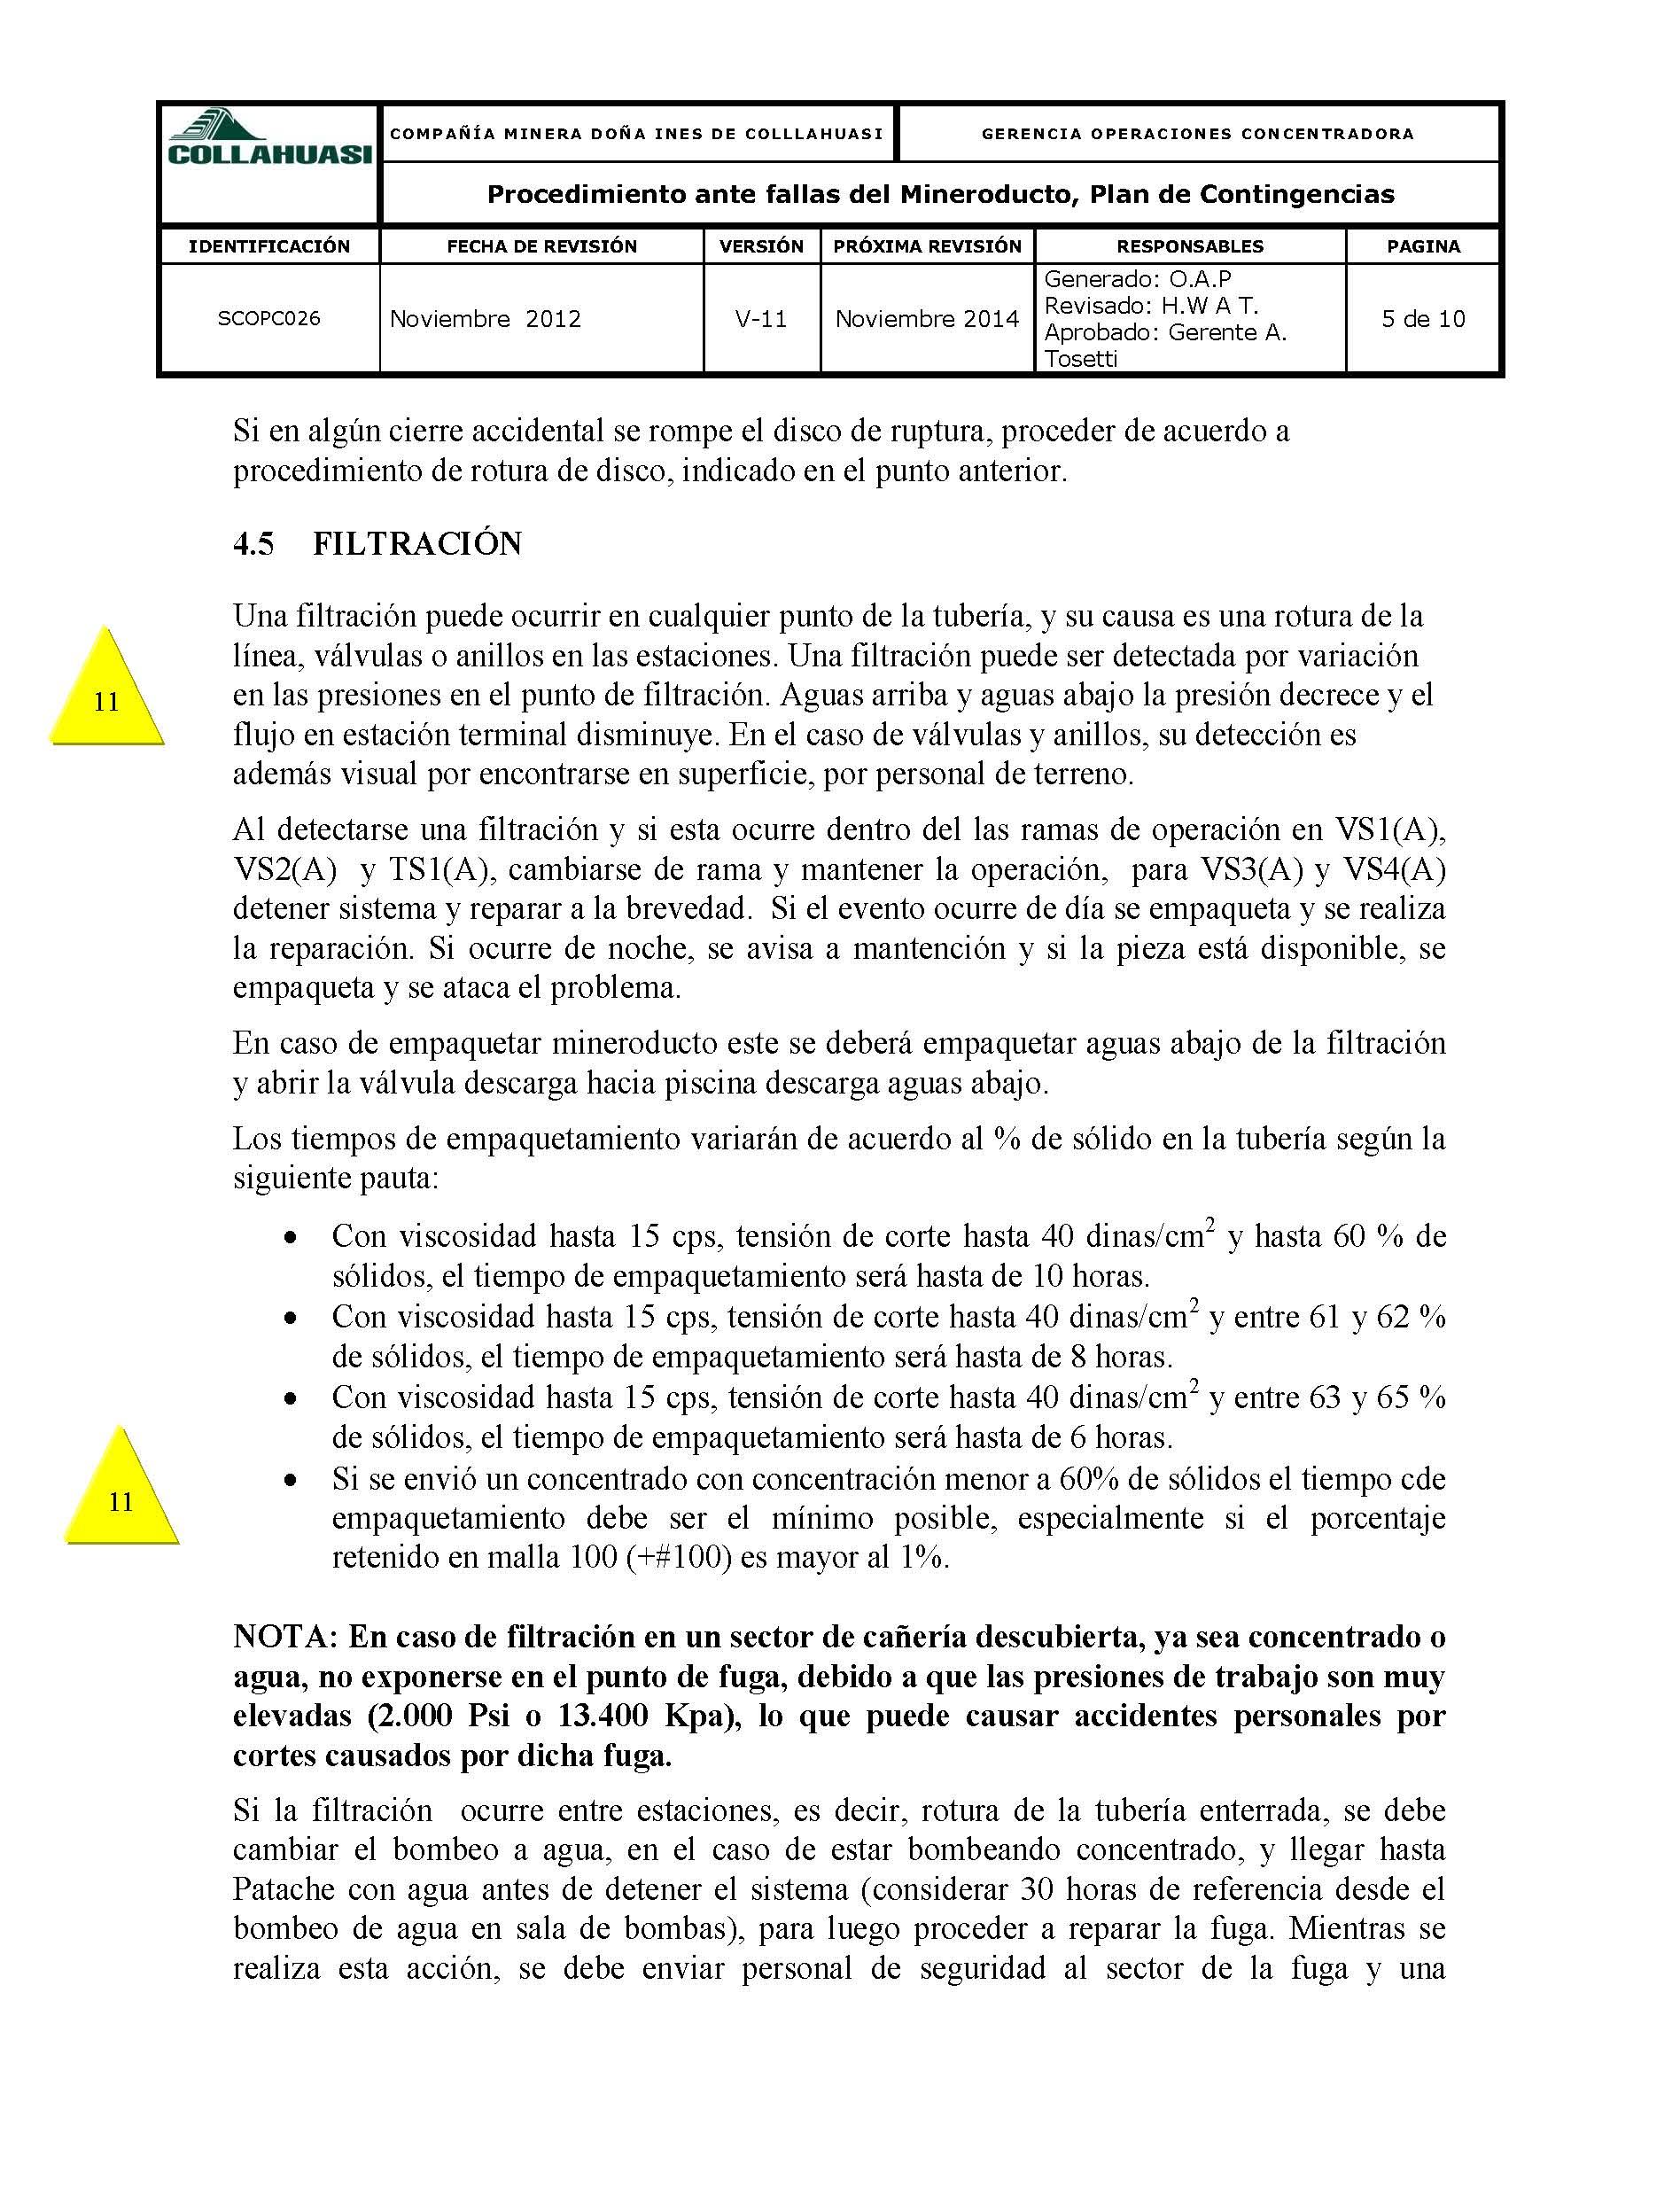 COLLAHUASI
COMPAÑÍA MINERA DOÑA INES DE COLLLAHUASI
GERENCIA OPERACIONES CONCENTRADORA
Procedimiento ante fallas del Mineroducto, Plan de Contingencias
IDENTIFICACIÓN FECHA DE REVISIÓN VERSIÓN PRÓXIMA REVISIÓN RESPONSABLES PAGINA
SCOPC026 Noviembre 2012 V-11 Noviembre 2014
Generado: O.A.P
Revisado: H.W A T.
Aprobado: Gerente A.
Tosetti
5 de 10
Si en algún cierre accidental se rompe el disco de ruptura, proceder de acuerdo a
procedimiento de rotura de disco, indicado en el punto anterior.
4.5 FILTRACIÓN
Una filtración puede ocurrir en cualquier punto de la tubería, y su causa es una rotura de la
línea, válvulas o anillos en las estaciones. Una filtración puede ser detectada por variación
11
en las presiones en el punto de filtración. Aguas arriba y aguas abajo la presión decrece y el
flujo en estación terminal disminuye. En el caso de válvulas y anillos, su detección es
además visual por encontrarse en superficie, por personal de terreno.
Al detectarse una filtración y si esta ocurre dentro del las ramas de operación en VS1(A),
VS2(A) y TS1(A), cambiarse de rama y mantener la operación, para VS3(A) y VS4(A)
detener sistema y reparar a la brevedad. Si el evento ocurre de día se empaqueta y se realiza
la reparación. Si ocurre de noche, se avisa a mantención y si la pieza está disponible, se
empaqueta y se ataca el problema.
En caso de empaquetar mineroducto este se deberá empaquetar aguas abajo de la filtración
y abrir la válvula descarga hacia piscina descarga aguas abajo.
Los tiempos de empaquetamiento variarán de acuerdo al % de sólido en la tubería según la
siguiente pauta:
• Con viscosidad hasta 15 cps, tensión de corte hasta 40 dinas/cm² y hasta 60 % de
sólidos, el tiempo de empaquetamiento será hasta de 10 horas.
• Con viscosidad hasta 15 cps, tensión de corte hasta 40 dinas/cm² y entre 61 y 62 %
de sólidos, el tiempo de empaquetamiento será hasta de 8 horas.
• Con viscosidad hasta 15 cps, tensión de corte hasta 40 dinas/cm² y entre 63 y 65 %
de sólidos, el tiempo de empaquetamiento será hasta de 6 horas.
• Si se envió un concentrado con concentración menor a 60% de sólidos el tiempo cde
11
empaquetamiento debe ser el mínimo posible, especialmente si el porcentaje
retenido en malla 100 (+#100) es mayor al 1%.
NOTA: En caso de filtración en un sector de cañería descubierta, ya sea concentrado o
agua, no exponerse en el punto de fuga, debido a que las presiones de trabajo son muy
elevadas (2.000 Psi o 13.400 Kpa), lo que puede causar accidentes personales por
cortes causados por dicha fuga.
Si la filtración ocurre entre estaciones, es decir, rotura de la tubería enterrada, se debe
cambiar el bombeo a agua, en el caso de estar bombeando concentrado, y llegar hasta
Patache con agua antes de detener el sistema (considerar 30 horas de referencia desde el
bombeo de agua en sala de bombas), para luego proceder a reparar la fuga. Mientras se
realiza esta acción, se debe enviar personal de seguridad al sector de la fuga y una